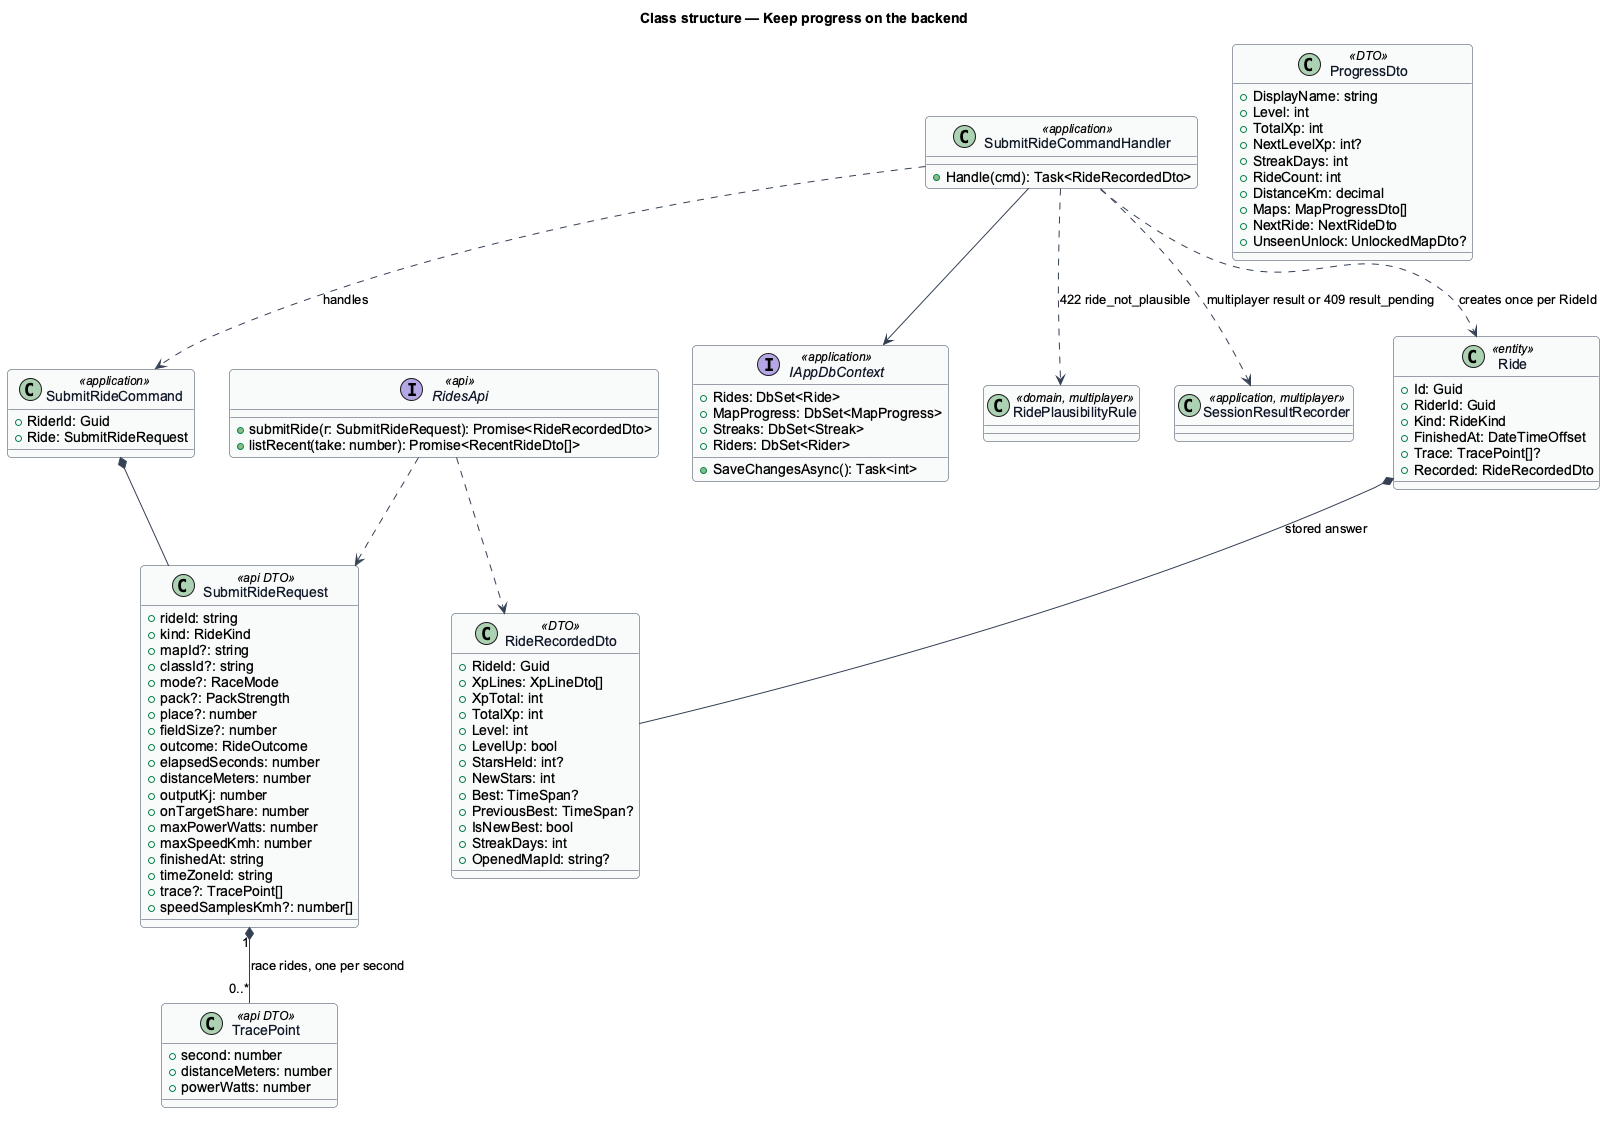 Class structure — Keep progress on the backend
«DTO»
ProgressDto
DisplayName: string
Level: int
TotalXp: int
NextLevelXp: int?
StreakDays: int
RideCount: int
DistanceKm: decimal
Maps: MapProgressDto[]
NextRide: NextRideDto
UnseenUnlock: UnlockedMapDto?
C
«application»
SubmitRideCommandHandler
Handle(cmd): Task<RideRecordedDto>
C
handles
422 ride_not_plausible
multiplayer result or 409 result_pending
creates once per RideId
C
«application»
SubmitRideCommand
RiderId: Guid
Ride: SubmitRideRequest
I
«api»
RidesApi
submitRide(r: SubmitRideRequest): Promise<RideRecordedDto>
listRecent(take: number): Promise<RecentRideDto[]>
I
«application»
IAppDbContext
Rides: DbSet<Ride>
MapProgress: DbSet<MapProgress>
Streaks: DbSet<Streak>
Riders: DbSet<Rider>
SaveChangesAsync(): Task<int>
C
«domain, multiplayer»
RidePlausibilityRule
C
«application, multiplayer»
SessionResultRecorder
C
«entity»
Ride
Id: Guid
RiderId: Guid
Kind: RideKind
FinishedAt: DateTimeOffset
Trace: TracePoint[]?
Recorded: RideRecordedDto
stored answer
C
«api DTO»
SubmitRideRequest
rideId: string
kind: RideKind
mapId?: string
classId?: string
mode?: RaceMode
pack?: PackStrength
place?: number
fieldSize?: number
outcome: RideOutcome
elapsedSeconds: number
distanceMeters: number
outputKj: number
onTargetShare: number
maxPowerWatts: number
maxSpeedKmh: number
finishedAt: string
timeZoneId: string
trace?: TracePoint[]
speedSamplesKmh?: number[]
C
«DTO»
RideRecordedDto
RideId: Guid
XpLines: XpLineDto[]
XpTotal: int
TotalXp: int
Level: int
LevelUp: bool
StarsHeld: int?
NewStars: int
Best: TimeSpan?
PreviousBest: TimeSpan?
IsNewBest: bool
StreakDays: int
OpenedMapId: string?
C
1
race rides, one per second
0..*
C
«api DTO»
TracePoint
second: number
distanceMeters: number
powerWatts: number